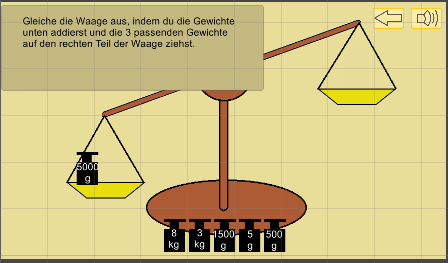 Gleiche die Waage aus, indem du die Gewichte
unten addierst und die 3 passenden Gewichte
auf den rechten Teil der Waage ziehst.
5000
g
8
kg
3
kg
1500
g
5
g
500
g